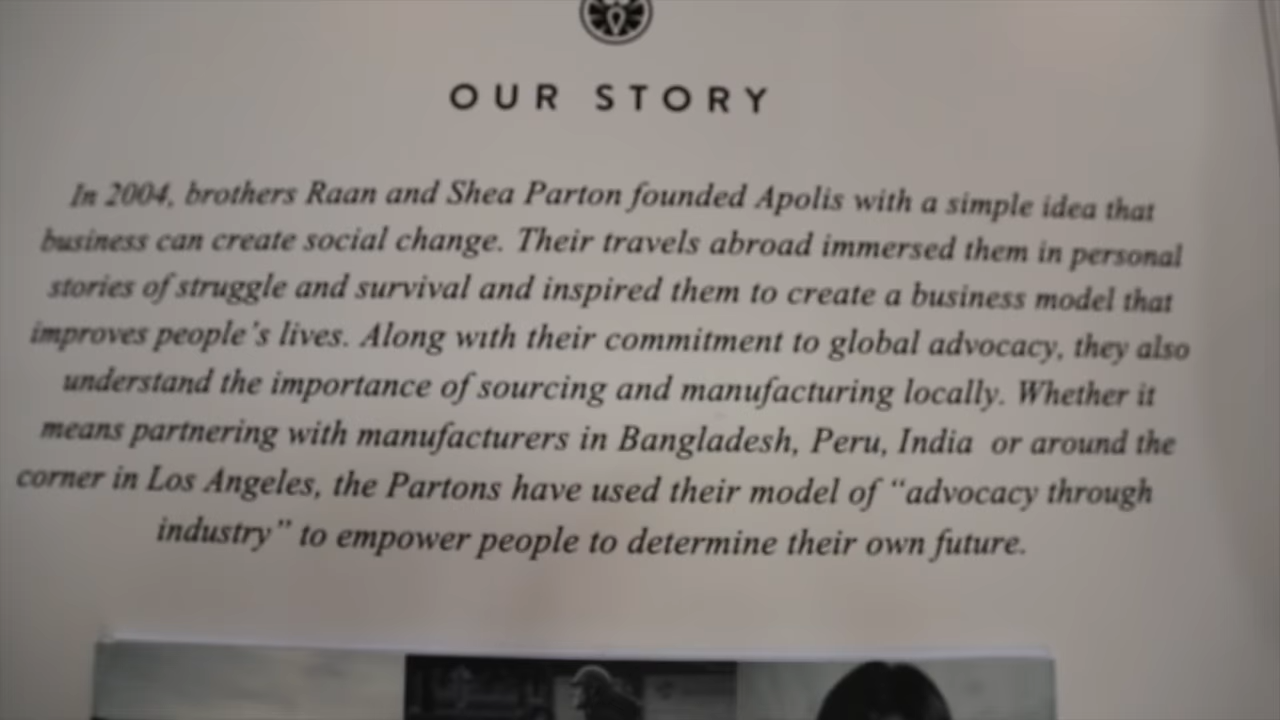 OUR STORY
In 2004, brothers Raan and Shea Parton founded Apolis with a simple idea that
business can create social change. Their travels abroad immersed them in personal
stories of struggle and survival and inspired them to create a business model that
improves people's lives. Along with their commitment to global advocacy, they also
understand the importance of sourcing and manufacturing locally. Whether it
means partnering with manufacturers in Bangladesh, Peru, India or around the
corner in Los Angeles, the Partons have used their model of “advocacy through
industry” to empower people to determine their own future.